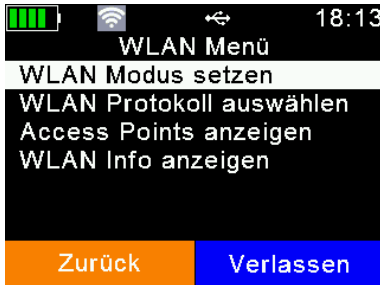 18:13
WLAN Menü
WLAN Modus setzen
WLAN Protokoll auswählen
Access Points anzeigen
WLAN Info anzeigen
Zurück
Verlassen